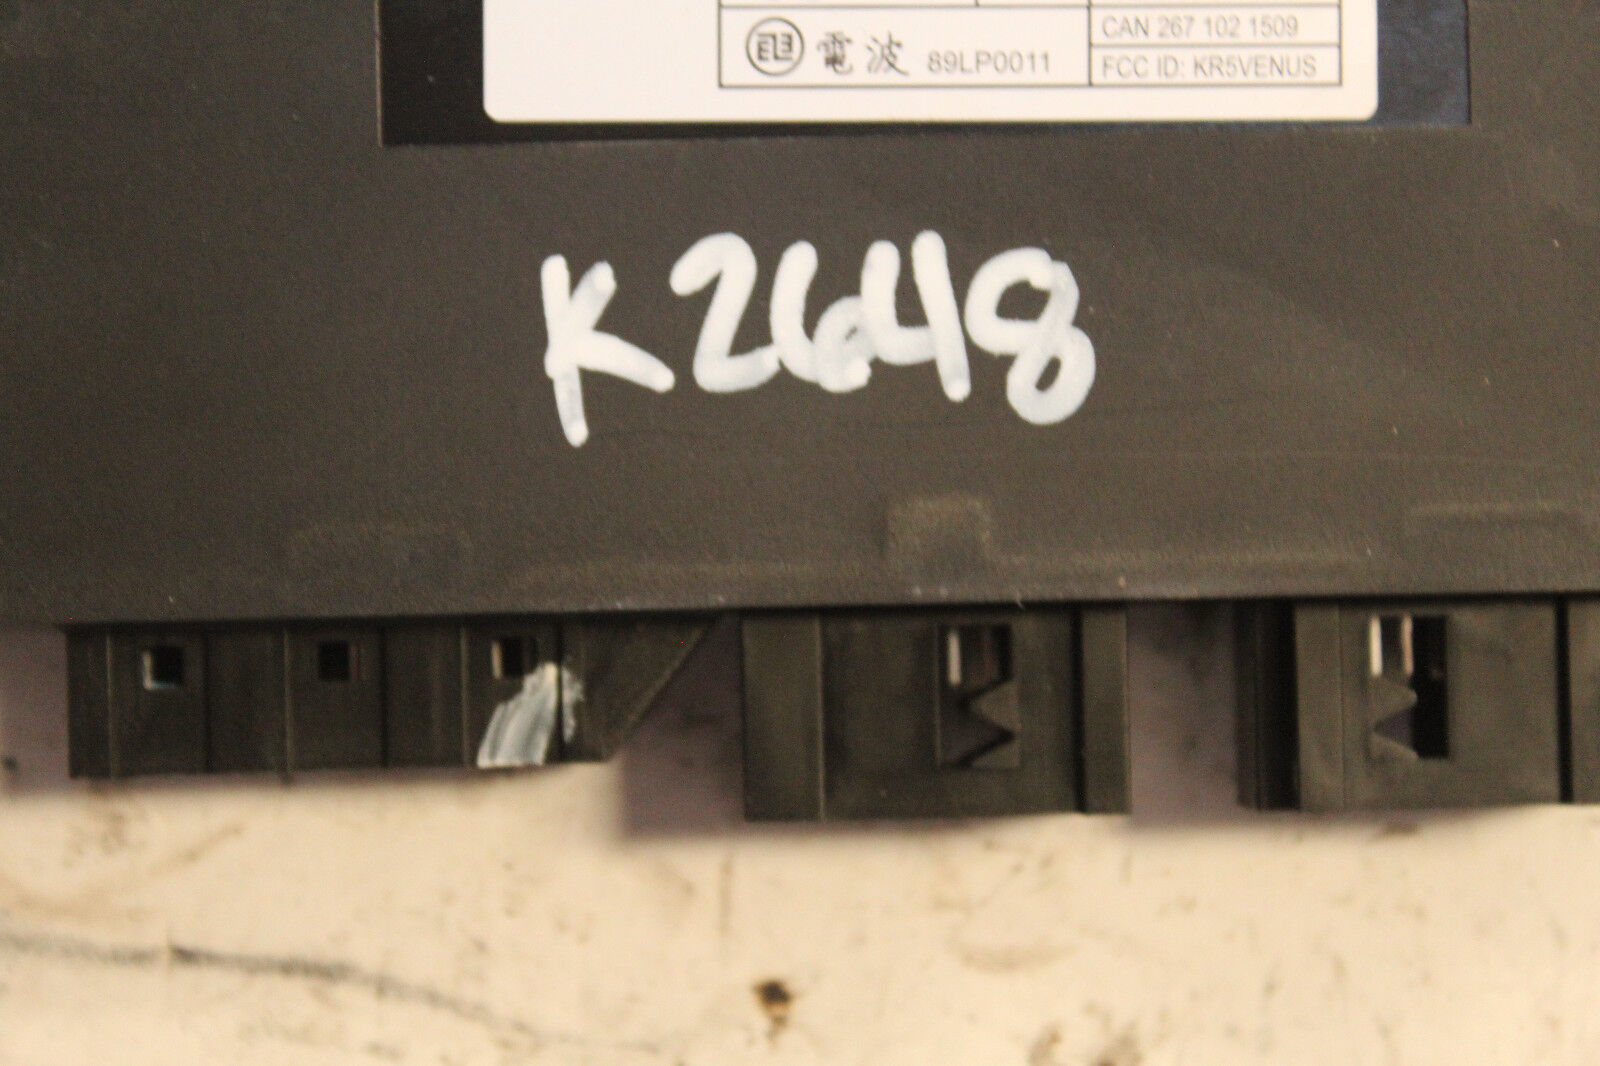 CAN 267 102 1509
電波 89LP0011
FCC ID: KR5VENUS
K2648